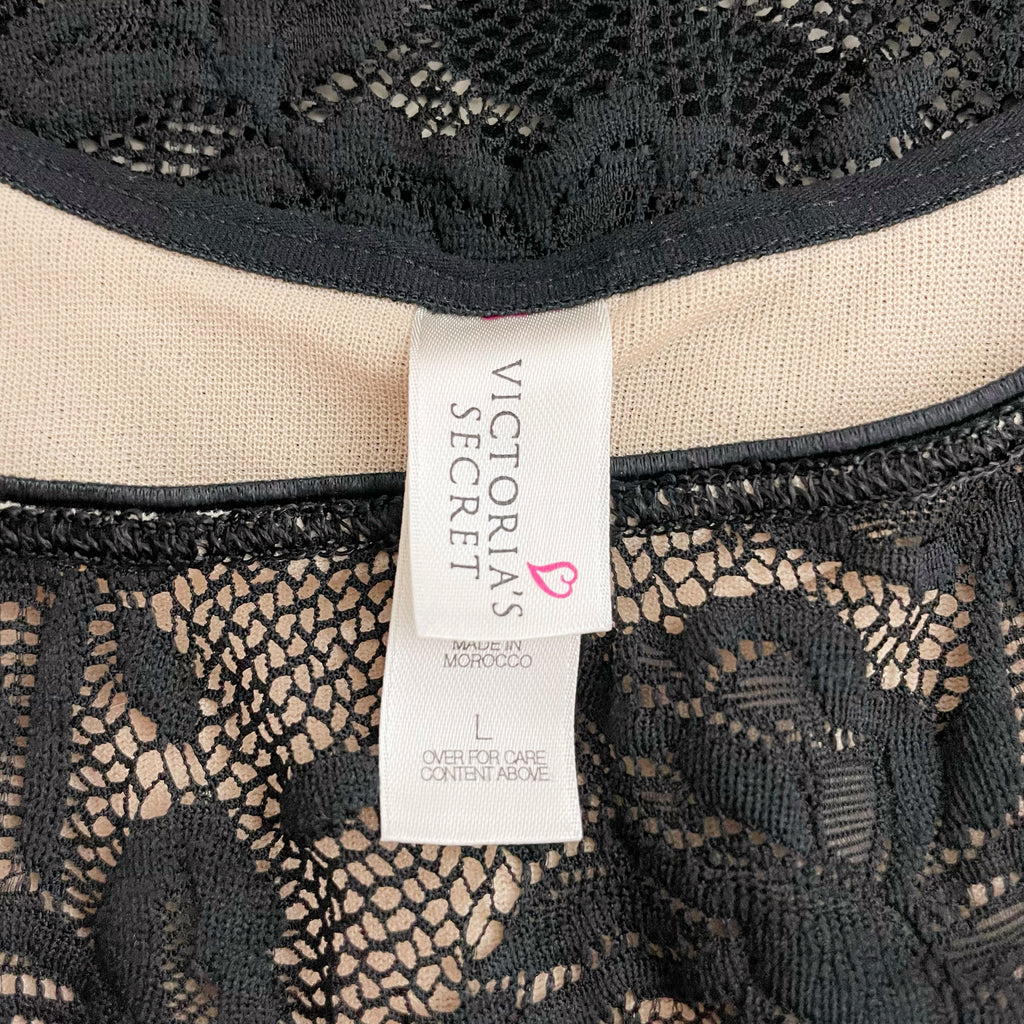 VICTORIA'S
SECRET
MADE IN
MOROCCO
L
OVER FOR CARE
CONTENT ABOVE